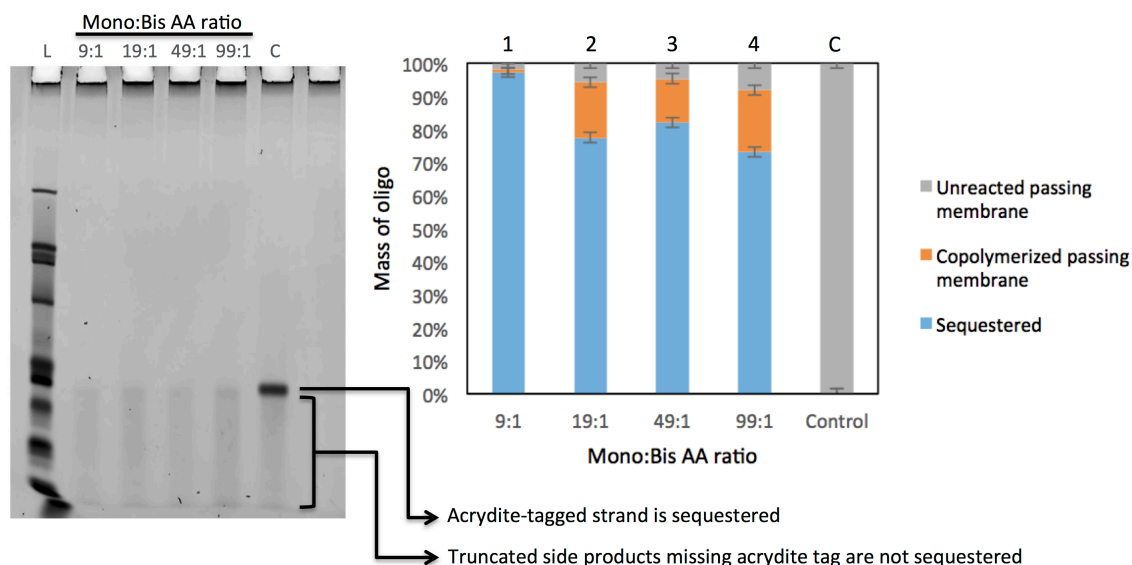 Mono:Bis AA ratio
L 9:1 19:1 49:1 99:1 C
1 2 3 4 C
100%
90%
80%
70%
60%
50%
40%
30%
20%
10%
0%
Mass of oligo
9:1 19:1 49:1 99:1 Control
Mono:Bis AA ratio
Unreacted passing
membrane
Copolymerized passing
membrane
Sequestered
Acrydite-tagged strand is sequestered
Truncated side products missing acrydite tag are not sequestered